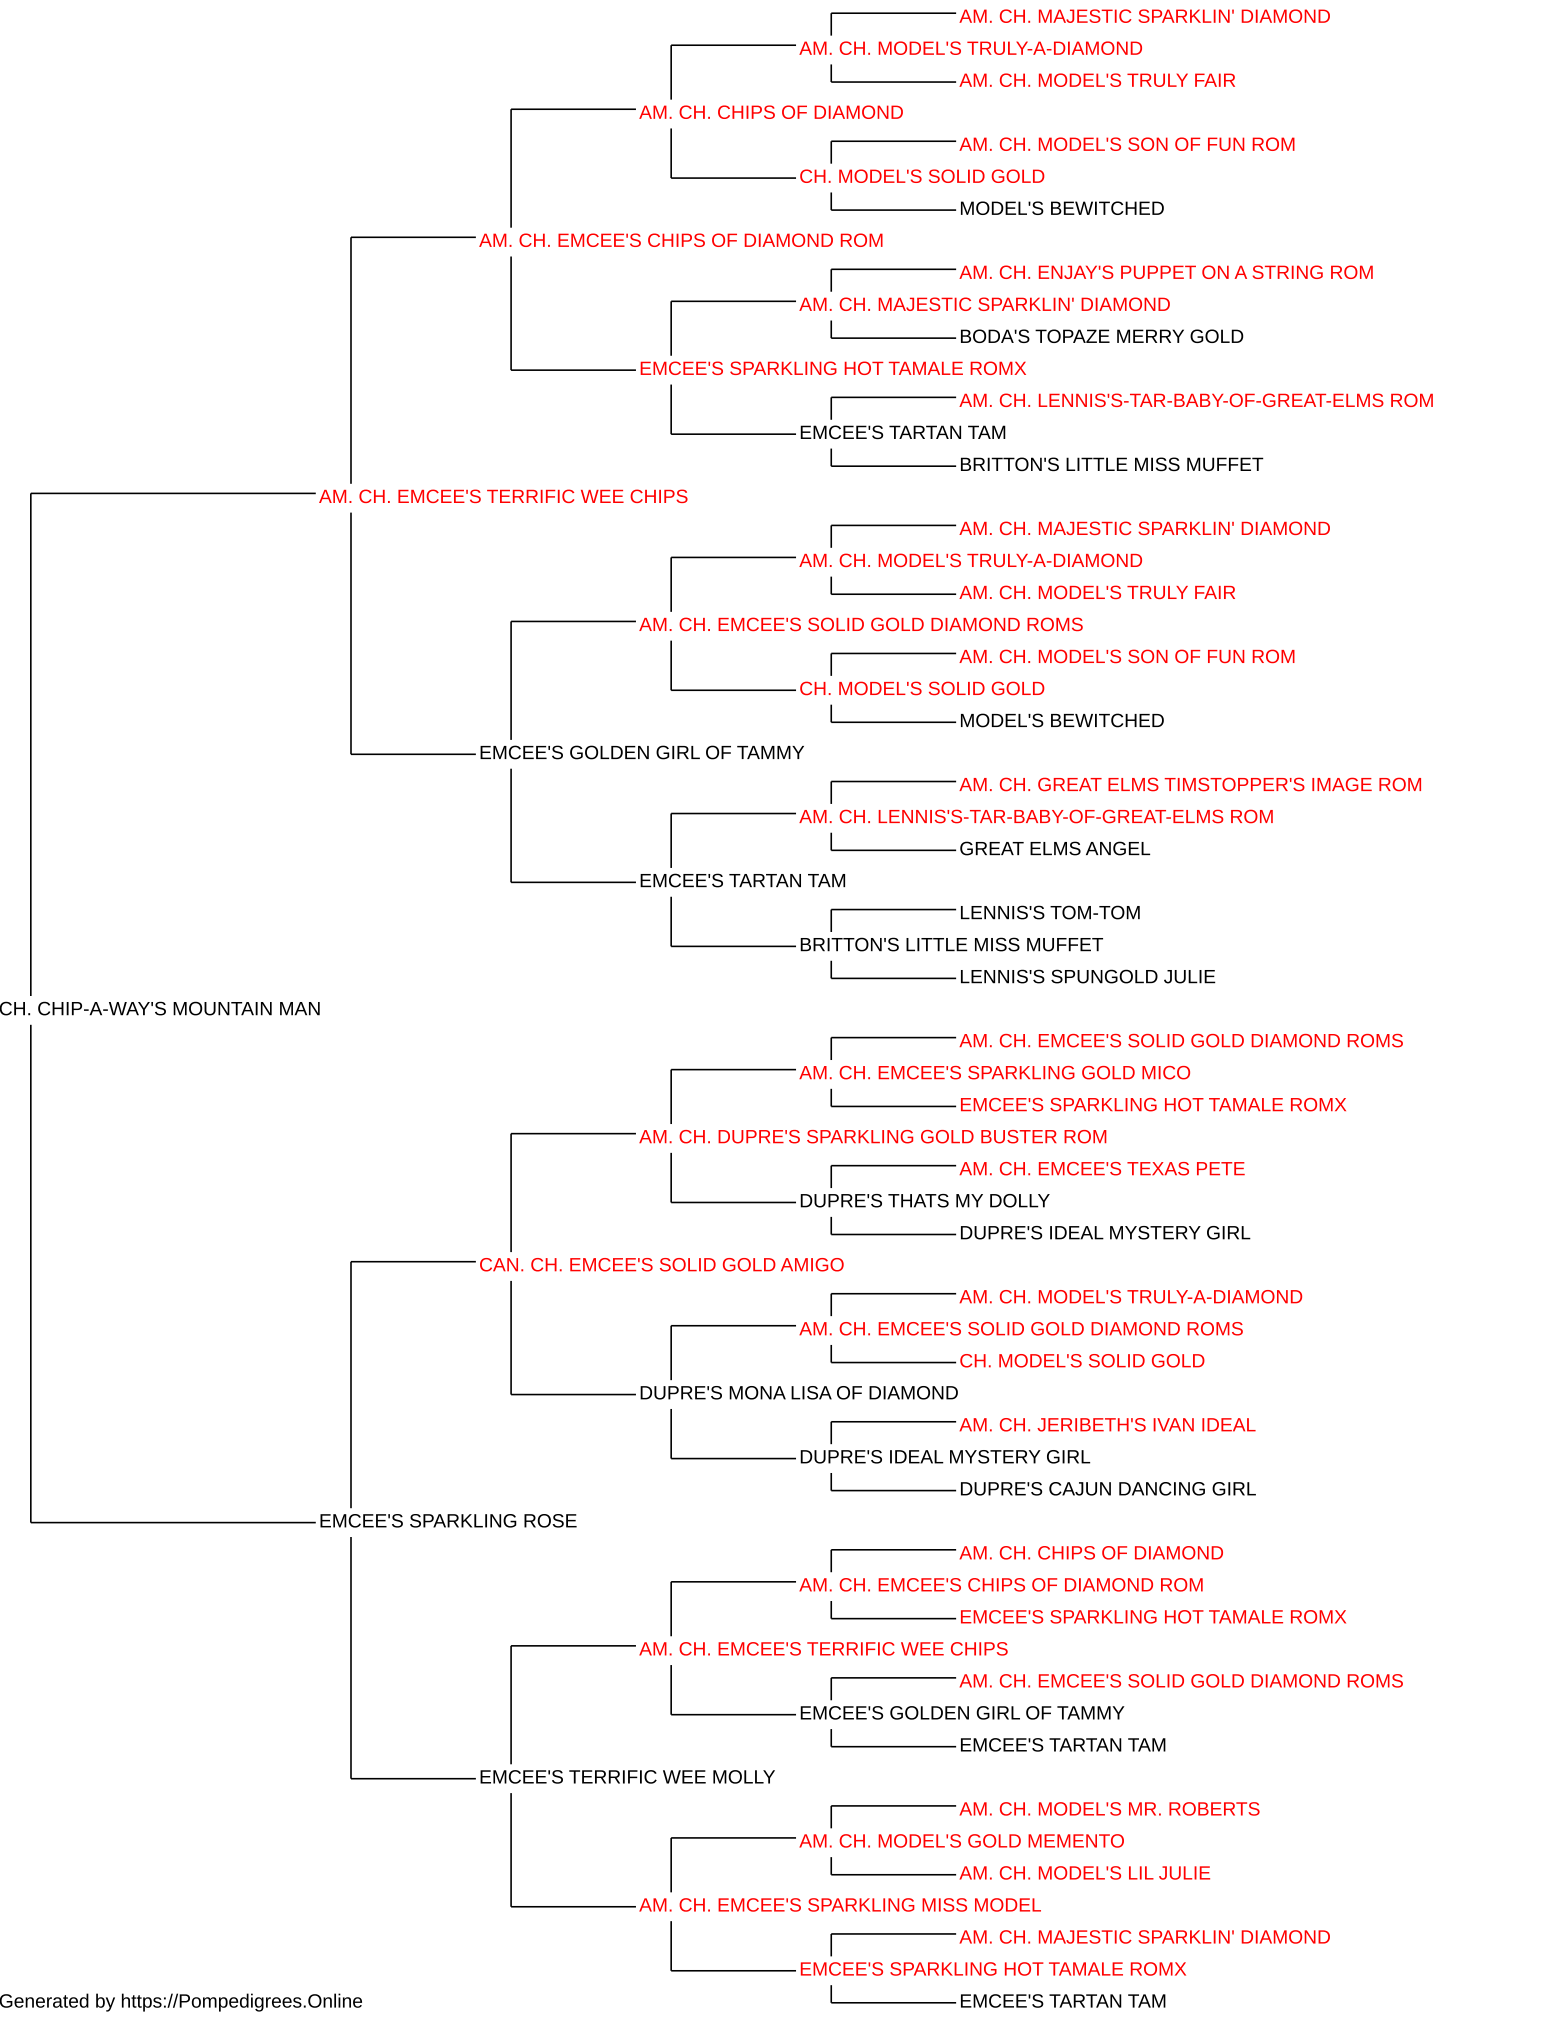 AM. CH. MAJESTIC SPARKLIN' DIAMOND
AM. CH. MODEL'S TRULY-A-DIAMOND
AM. CH. MODEL'S TRULY FAIR
AM. CH. CHIPS OF DIAMOND
AM. CH. MODEL'S SON OF FUN ROM
CH. MODEL'S SOLID GOLD
MODEL'S BEWITCHED
AM. CH. EMCEE'S CHIPS OF DIAMOND ROM
AM. CH. ENJAY'S PUPPET ON A STRING ROM
AM. CH. MAJESTIC SPARKLIN' DIAMOND
BODA'S TOPAZE MERRY GOLD
EMCEE'S SPARKLING HOT TAMALE ROMX
AM. CH. LENNIS'S-TAR-BABY-OF-GREAT-ELMS ROM
EMCEE'S TARTAN TAM
BRITTON'S LITTLE MISS MUFFET
AM. CH. EMCEE'S TERRIFIC WEE CHIPS
AM. CH. MAJESTIC SPARKLIN' DIAMOND
AM. CH. MODEL'S TRULY-A-DIAMOND
AM. CH. MODEL'S TRULY FAIR
AM. CH. EMCEE'S SOLID GOLD DIAMOND ROMS
AM. CH. MODEL'S SON OF FUN ROM
CH. MODEL'S SOLID GOLD
MODEL'S BEWITCHED
EMCEE'S GOLDEN GIRL OF TAMMY
AM. CH. GREAT ELMS TIMSTOPPER'S IMAGE ROM
AM. CH. LENNIS'S-TAR-BABY-OF-GREAT-ELMS ROM
GREAT ELMS ANGEL
EMCEE'S TARTAN TAM
LENNIS'S TOM-TOM
BRITTON'S LITTLE MISS MUFFET
LENNIS'S SPUNGOLD JULIE
CH. CHIP-A-WAY'S MOUNTAIN MAN
AM. CH. EMCEE'S SOLID GOLD DIAMOND ROMS
AM. CH. EMCEE'S SPARKLING GOLD MICO
EMCEE'S SPARKLING HOT TAMALE ROMX
AM. CH. DUPRE'S SPARKLING GOLD BUSTER ROM
AM. CH. EMCEE'S TEXAS PETE
DUPRE'S THATS MY DOLLY
DUPRE'S IDEAL MYSTERY GIRL
CAN. CH. EMCEE'S SOLID GOLD AMIGO
AM. CH. MODEL'S TRULY-A-DIAMOND
AM. CH. EMCEE'S SOLID GOLD DIAMOND ROMS
CH. MODEL'S SOLID GOLD
DUPRE'S MONA LISA OF DIAMOND
AM. CH. JERIBETH'S IVAN IDEAL
DUPRE'S IDEAL MYSTERY GIRL
DUPRE'S CAJUN DANCING GIRL
EMCEE'S SPARKLING ROSE
AM. CH. CHIPS OF DIAMOND
AM. CH. EMCEE'S CHIPS OF DIAMOND ROM
EMCEE'S SPARKLING HOT TAMALE ROMX
AM. CH. EMCEE'S TERRIFIC WEE CHIPS
AM. CH. EMCEE'S SOLID GOLD DIAMOND ROMS
EMCEE'S GOLDEN GIRL OF TAMMY
EMCEE'S TARTAN TAM
EMCEE'S TERRIFIC WEE MOLLY
AM. CH. MODEL'S MR. ROBERTS
AM. CH. MODEL'S GOLD MEMENTO
AM. CH. MODEL'S LIL JULIE
AM. CH. EMCEE'S SPARKLING MISS MODEL
AM. CH. MAJESTIC SPARKLIN' DIAMOND
EMCEE'S SPARKLING HOT TAMALE ROMX
EMCEE'S TARTAN TAM
Generated by https://Pompedigrees.Online